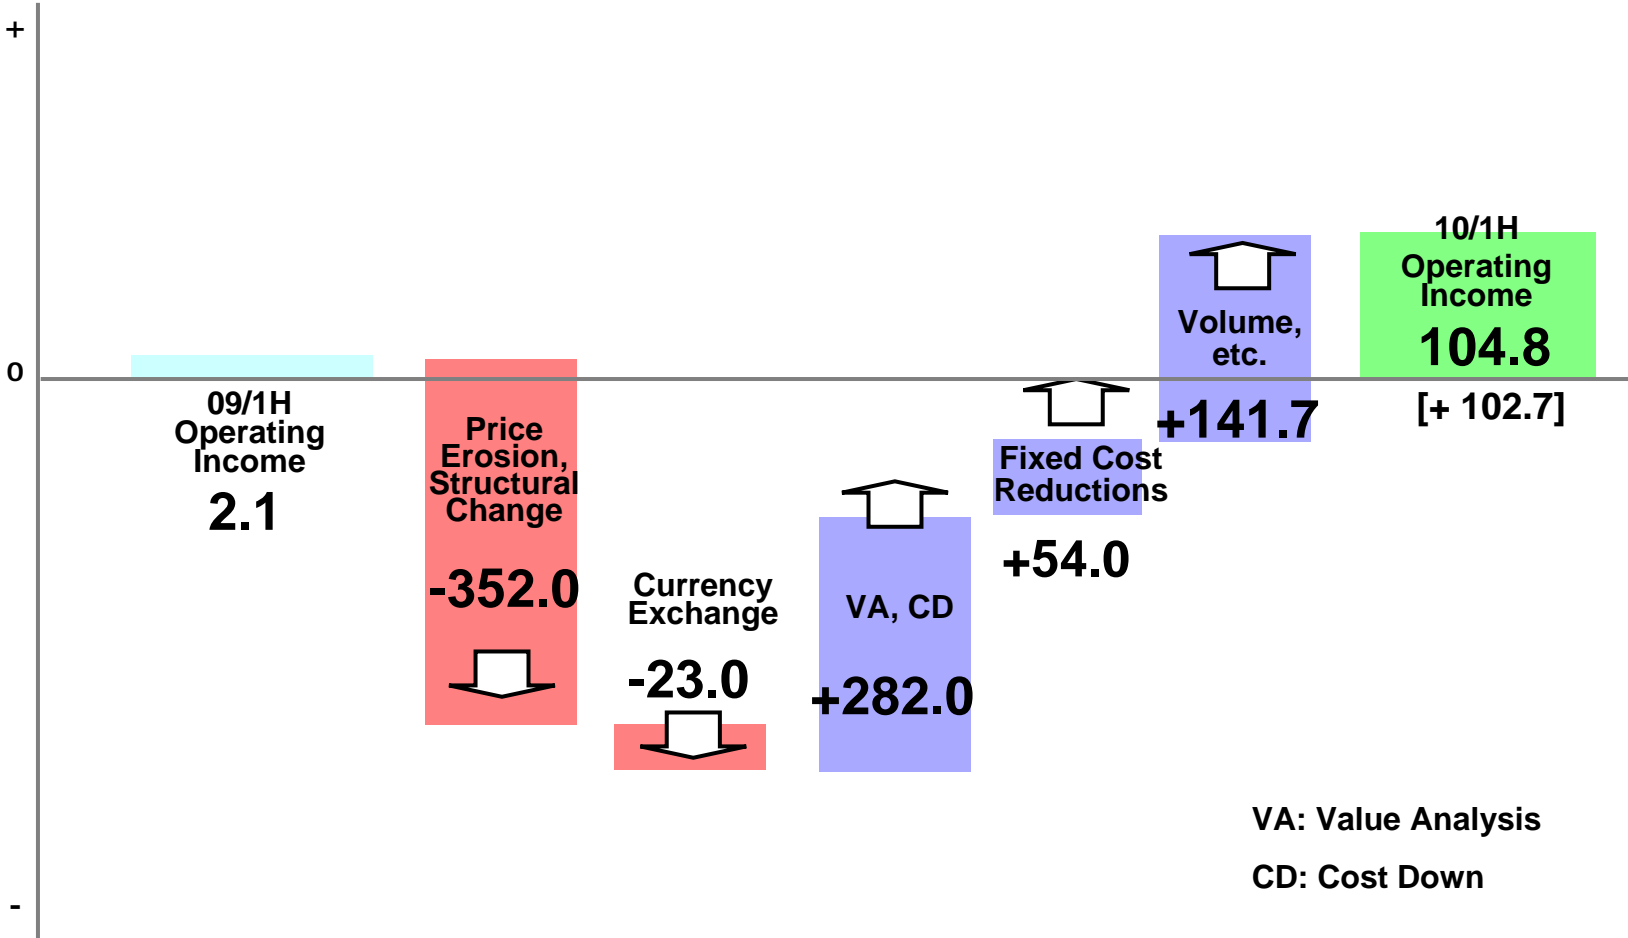 +
0
-
09/1H
Operating
Income
2.1
Price
Erosion,
Structural
Change
-352.0
Currency
Exchange
-23.0
VA, CD
+282.0
Fixed Cost
Reductions
+54.0
Volume,
etc.
+141.7
10/1H
Operating
Income
104.8
[+ 102.7]
VA: Value Analysis
CD: Cost Down